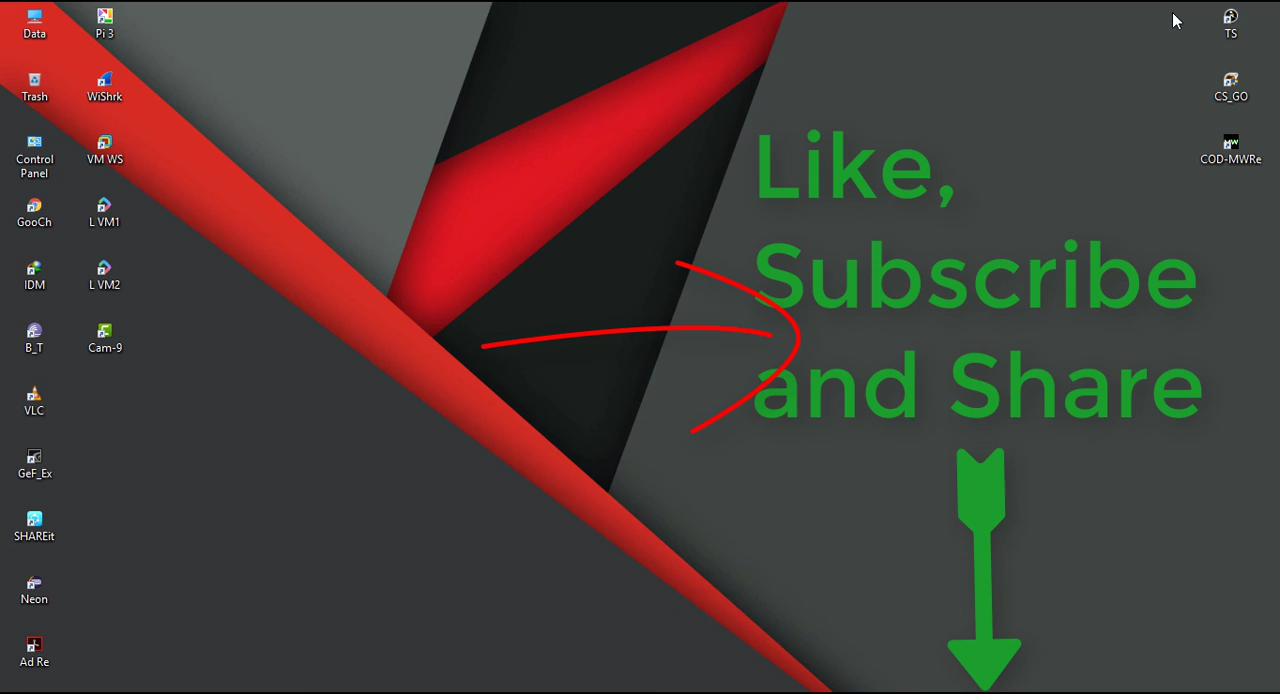 Data
Trash
Control
Panel
GooCh
IDM
B_T
VLC
GeF_Ex
SHAREit
Neon
Ad Re
Pi 3
WiShrk
VM WS
L VM1
L VM2
Cam-9
Like,
Subscribe
and Share
TS
CS_GO
COD-MWRe